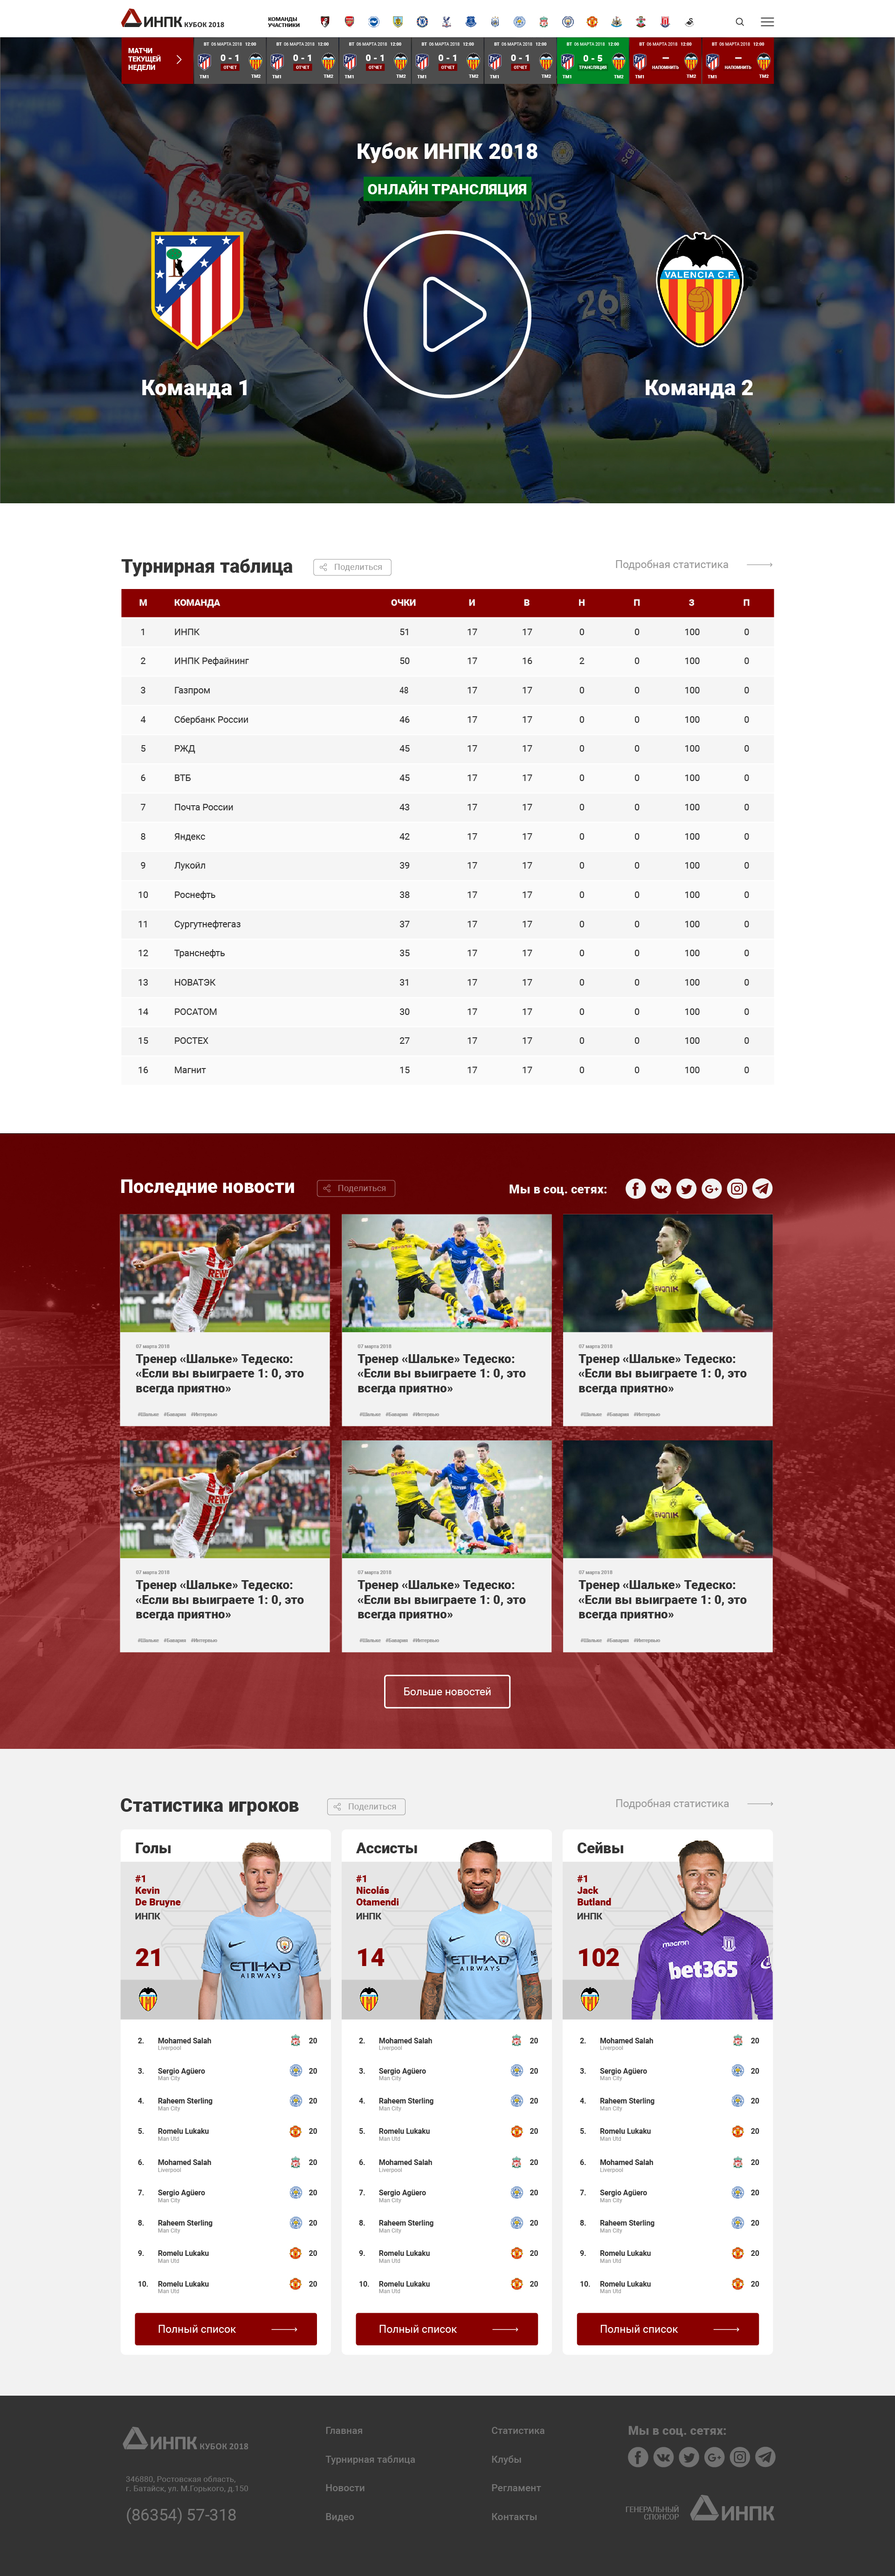 ИНПК КУБОК 2018
КОМАНДЫ
УЧАСТНИКИ
МАТЧИ
ТЕКУЩЕЙ
НЕДЕЛИ
ВТ 06 МАРТА 2018 12:00
0 - 1
ОТЧЕТ
ТМ1 ТМ2
ВТ 06 МАРТА 2018 12:00
0 - 1
ОТЧЕТ
ТМ1 ТМ2
ВТ 06 МАРТА 2018 12:00
0 - 1
ОТЧЕТ
ТМ1 ТМ2
ВТ 06 МАРТА 2018 12:00
0 - 1
ОТЧЕТ
ТМ1 ТМ2
ВТ 06 МАРТА 2018 12:00
0 - 1
ОТЧЕТ
ТМ1 ТМ2
ВТ 06 МАРТА 2018 12:00
0 - 5
ТРАНСЛЯЦИЯ
ТМ1 ТМ2
ВТ 06 МАРТА 2018 12:00
–
НАПОМНИТЬ
ТМ1 ТМ2
ВТ 06 МАРТА 2018 12:00
–
НАПОМНИТЬ
ТМ1 ТМ2
Кубок ИНПК 2018
ОНЛАЙН ТРАНСЛЯЦИЯ
bet365
KING
POWER
26
VALENCIA C.F.
Команда 1
Команда 2
Турнирная таблица Поделиться Подробная статистика
М КОМАНДА ОЧКИ И В Н П З П
1 ИНПК 51 17 17 0 0 100 0
2 ИНПК Рефайнинг 50 17 16 2 0 100 0
3 Газпром 48 17 17 0 0 100 0
4 Сбербанк России 46 17 17 0 0 100 0
5 РЖД 45 17 17 0 0 100 0
6 ВТБ 45 17 17 0 0 100 0
7 Почта России 43 17 17 0 0 100 0
8 Яндекс 42 17 17 0 0 100 0
9 Лукойл 39 17 17 0 0 100 0
10 Роснефть 38 17 17 0 0 100 0
11 Сургутнефтегаз 37 17 17 0 0 100 0
12 Транснефть 35 17 17 0 0 100 0
13 НОВАТЭК 31 17 17 0 0 100 0
14 РОСАТОМ 30 17 17 0 0 100 0
15 РОСТЕХ 27 17 17 0 0 100 0
16 Магнит 15 17 17 0 0 100 0
Последние новости Поделиться Мы в соц. сетях:
07 марта 2018
Тренер «Шальке» Тедеско:
«Если вы выиграете 1: 0, это
всегда приятно»
#Шальке #Бавария #Интервью
07 марта 2018
Тренер «Шальке» Тедеско:
«Если вы выиграете 1: 0, это
всегда приятно»
#Шальке #Бавария #Интервью
07 марта 2018
Тренер «Шальке» Тедеско:
«Если вы выиграете 1: 0, это
всегда приятно»
#Шальке #Бавария #Интервью
07 марта 2018
Тренер «Шальке» Тедеско:
«Если вы выиграете 1: 0, это
всегда приятно»
#Шальке #Бавария #Интервью
07 марта 2018
Тренер «Шальке» Тедеско:
«Если вы выиграете 1: 0, это
всегда приятно»
#Шальке #Бавария #Интервью
07 марта 2018
Тренер «Шальке» Тедеско:
«Если вы выиграете 1: 0, это
всегда приятно»
#Шальке #Бавария #Интервью
Больше новостей
Статистика игроков Поделиться Подробная статистика
Голы
#1
Kevin
De Bruyne
ИНПК
21
ETIHAD
AIRWAYS
2. Mohamed Salah 20
Liverpool
3. Sergio Agüero 20
Man City
4. Raheem Sterling 20
Man City
5. Romelu Lukaku 20
Man Utd
6. Mohamed Salah 20
Liverpool
7. Sergio Agüero 20
Man City
8. Raheem Sterling 20
Man City
9. Romelu Lukaku 20
Man Utd
10. Romelu Lukaku 20
Man Utd
Полный список
Ассисты
#1
Nicolás
Otamendi
ИНПК
14
ETIHAD
AIRWAYS
2. Mohamed Salah 20
Liverpool
3. Sergio Agüero 20
Man City
4. Raheem Sterling 20
Man City
5. Romelu Lukaku 20
Man Utd
6. Mohamed Salah 20
Liverpool
7. Sergio Agüero 20
Man City
8. Raheem Sterling 20
Man City
9. Romelu Lukaku 20
Man Utd
10. Romelu Lukaku 20
Man Utd
Полный список
Сейвы
#1
Jack
Butland
ИНПК
102
macron
bet365
2. Mohamed Salah 20
Liverpool
3. Sergio Agüero 20
Man City
4. Raheem Sterling 20
Man City
5. Romelu Lukaku 20
Man Utd
6. Mohamed Salah 20
Liverpool
7. Sergio Agüero 20
Man City
8. Raheem Sterling 20
Man City
9. Romelu Lukaku 20
Man Utd
10. Romelu Lukaku 20
Man Utd
Полный список
ИНПК КУБОК 2018
346880, Ростовская область,
г. Батайск, ул. М.Горького, д.150
(86354) 57-318
Главная
Турнирная таблица
Новости
Видео
Статистика
Клубы
Регламент
Контакты
Мы в соц. сетях:
ГЕНЕРАЛЬНЫЙ
СПОНСОР
ИНПК